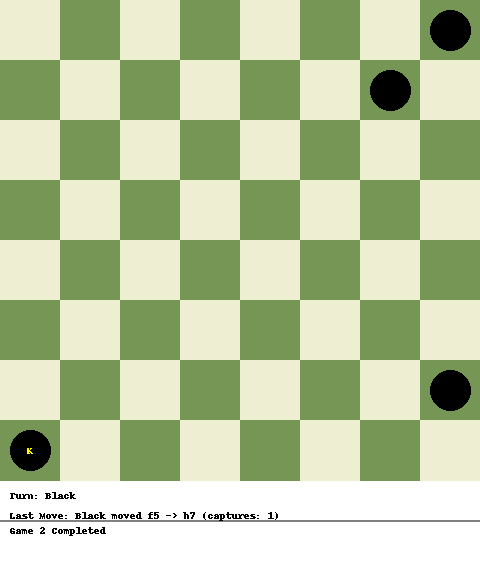 K
Turn: Black
Last Move: Black moved f5 -> h7 (captures: 1)
Game 2 Completed